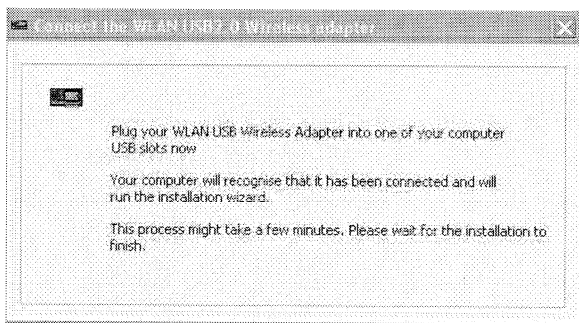 Connect the WLAN USB2.0 Wireless adapter
Plug your WLAN USB Wireless Adapter into one of your computer
USB slots now
Your computer will recognise that it has been connected and will
run the installation wizard.
This process might take a few minutes. Please wait for the installation to
finish.